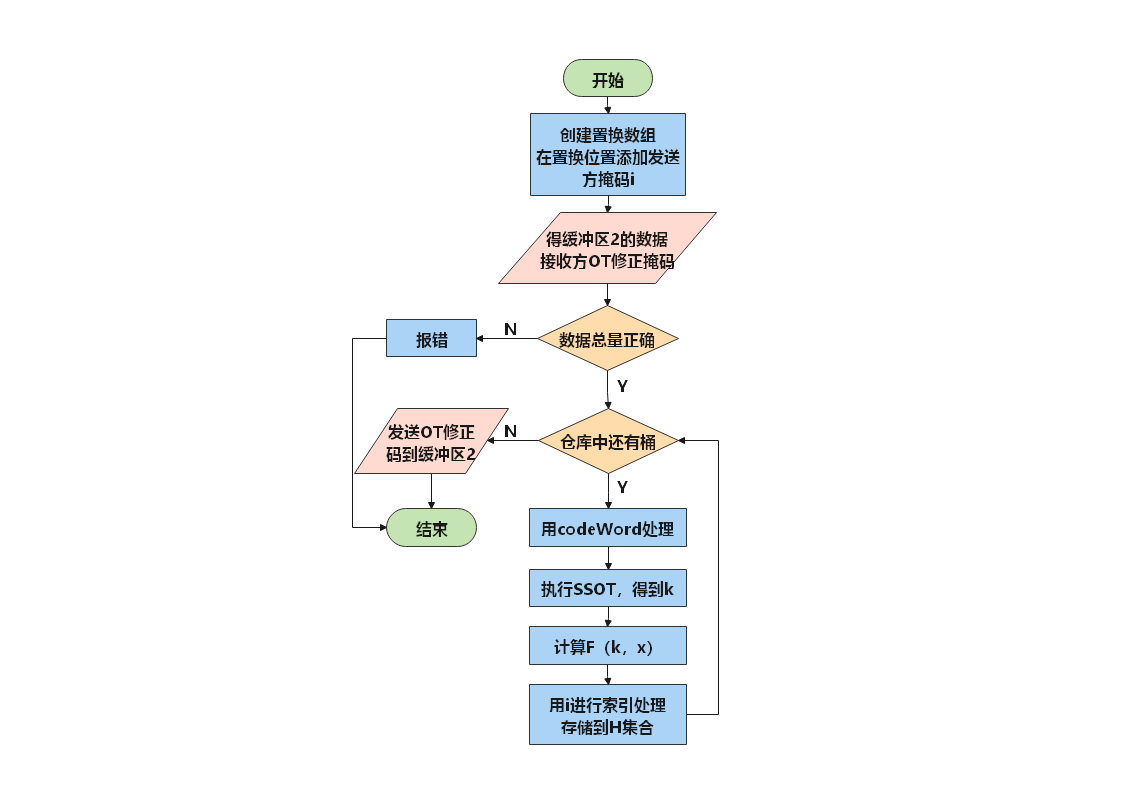 开始
创建置换数组
在置换位置添加发送
方掩码i
得缓冲区2的数据
接收方OT修正掩码
数据总量正确
N
报错
Y
仓库中还有桶
N
发送OT修正
码到缓冲区2
结束
Y
用codeWord处理
执行SSOT，得到k
计算F（k，x）
用i进行索引处理
存储到H集合